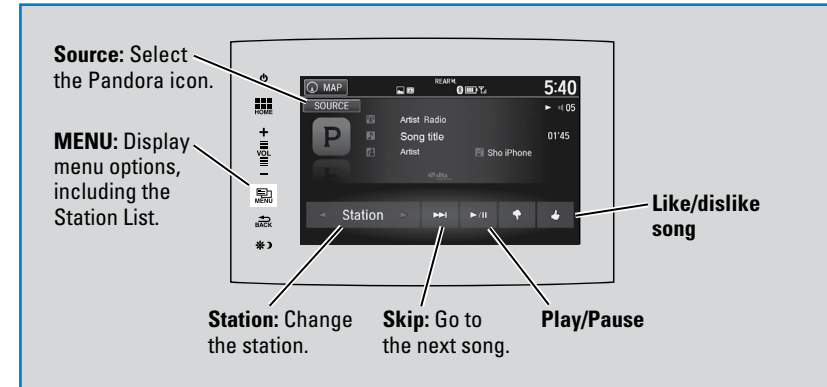 Source: Select
the Pandora icon.
MENU: Display
menu options,
including the
Station List.
HOME
+
VOL
-
MENU
BACK
MAP
REAR
5:40
SOURCE
05
P
Artist Radio
Song title
01'45
Artist
Sho iPhone
dts
Station
Like/dislike
song
Station: Change
the station.
Skip: Go to
the next song.
Play/Pause